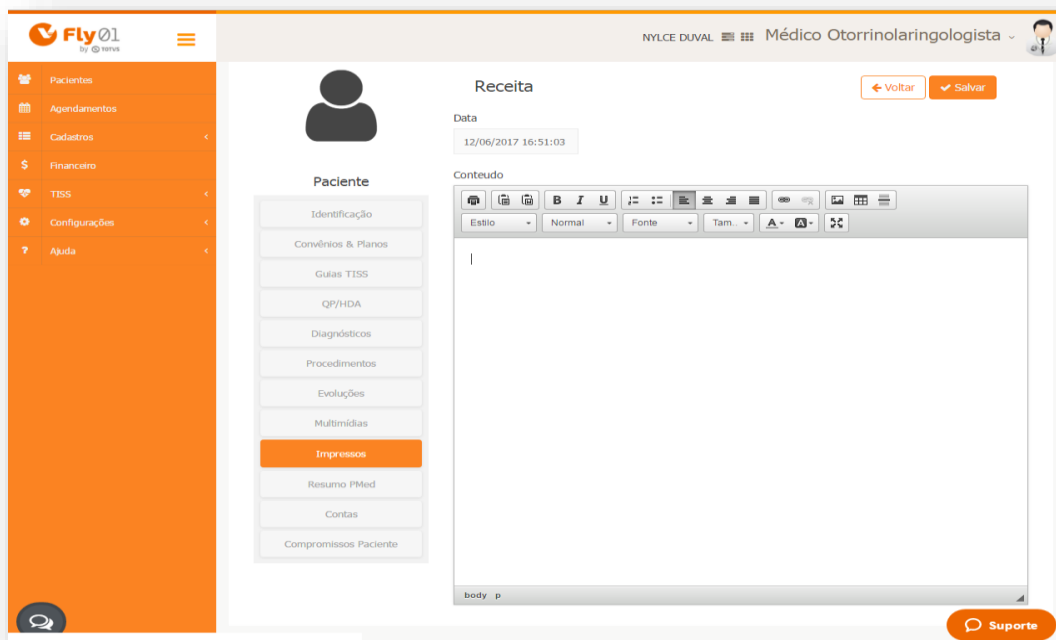 Fly01
by TOTVS
NYLCE DUVAL Médico Otorrinolaringologista
Pacientes
Agendamentos
Cadastros
Financeiro
TISS
Configurações
Ajuda
Paciente
Identificação
Convênios & Planos
Guias TISS
QP/HDA
Diagnósticos
Procedimentos
Evoluções
Multimídias
Impressos
Resumo PMed
Contas
Compromissos Paciente
Receita
Voltar
Salvar
Data
12/06/2017 16:51:03
Conteudo
B I U
Estilo Normal Fonte Tam.. A A
body p
Suporte